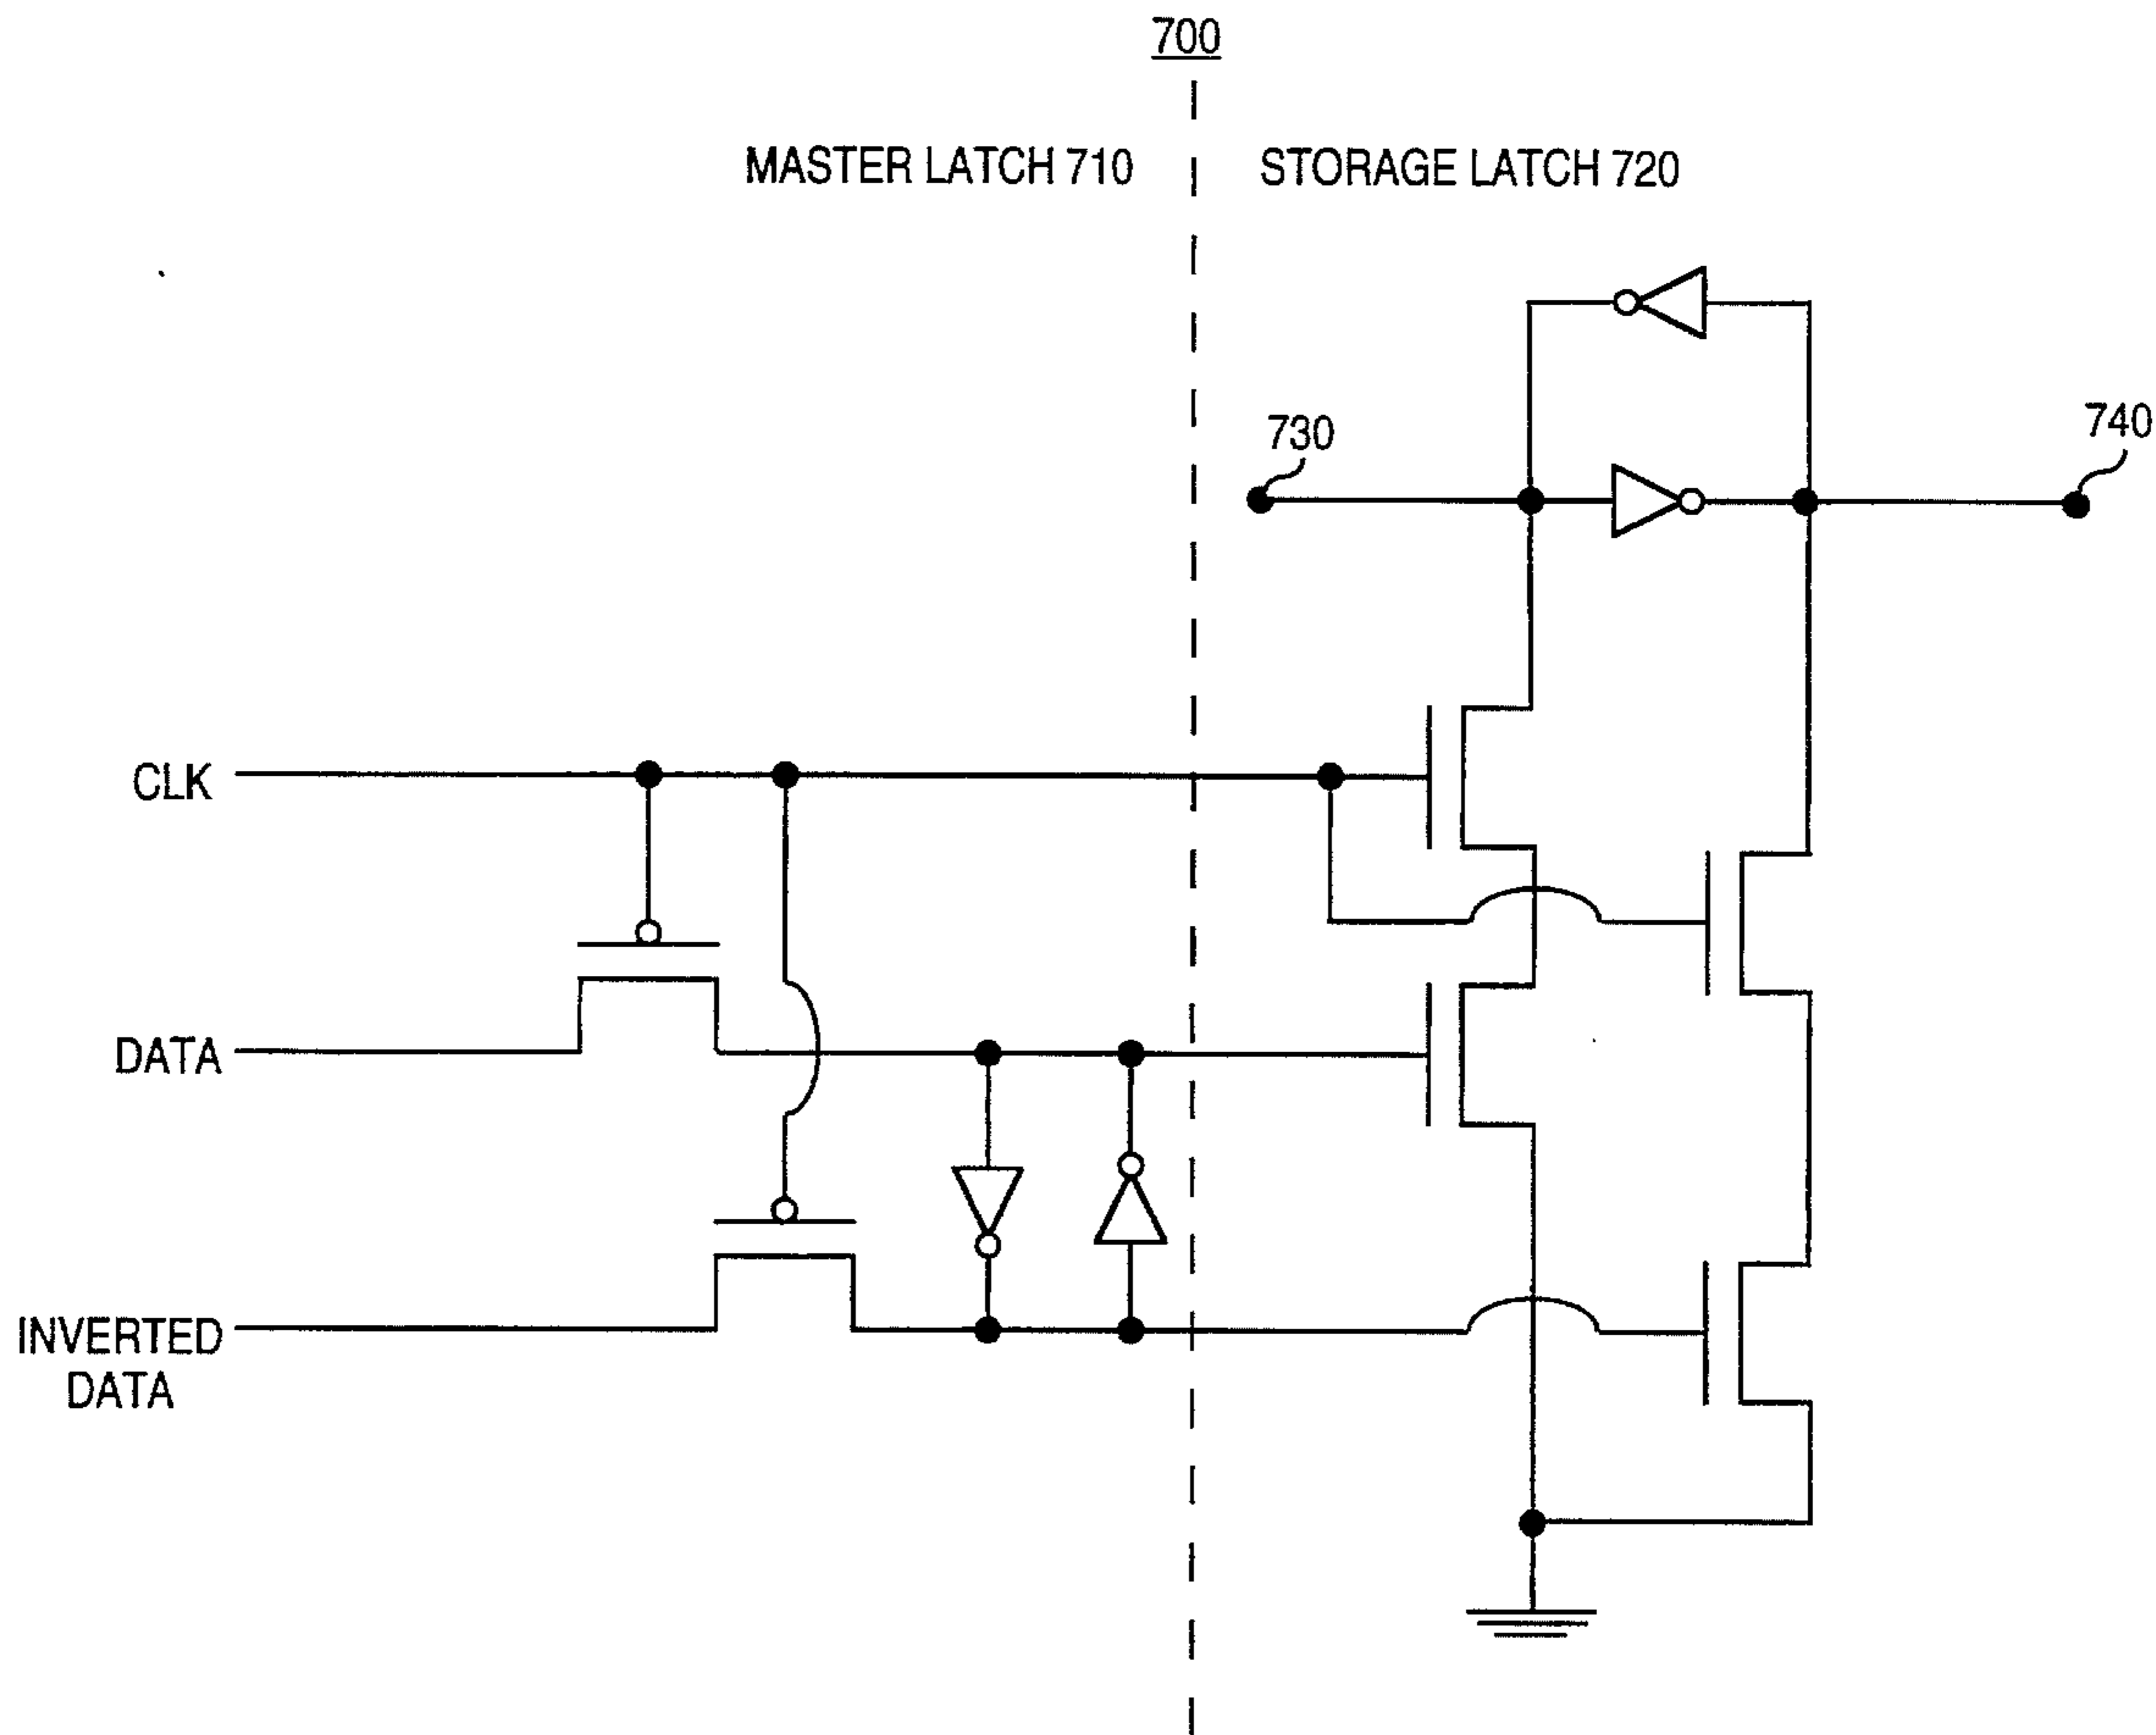 700
MASTER LATCH 710
STORAGE LATCH 720
730
740
CLK
DATA
INVERTED
DATA